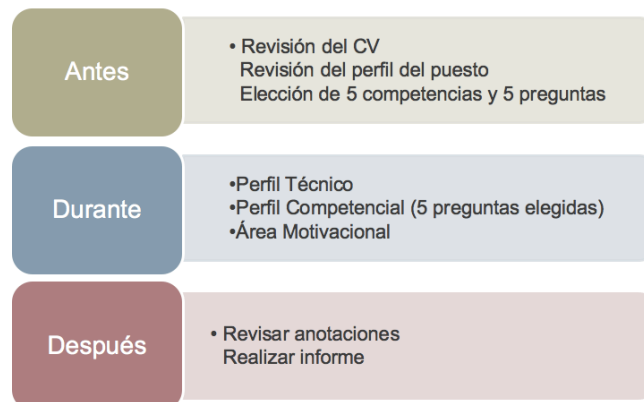 Antes
• Revisión del CV
Revisión del perfil del puesto
Elección de 5 competencias y 5 preguntas
Durante
•Perfil Técnico
•Perfil Competencial (5 preguntas elegidas)
•Área Motivacional
Después
• Revisar anotaciones
Realizar informe